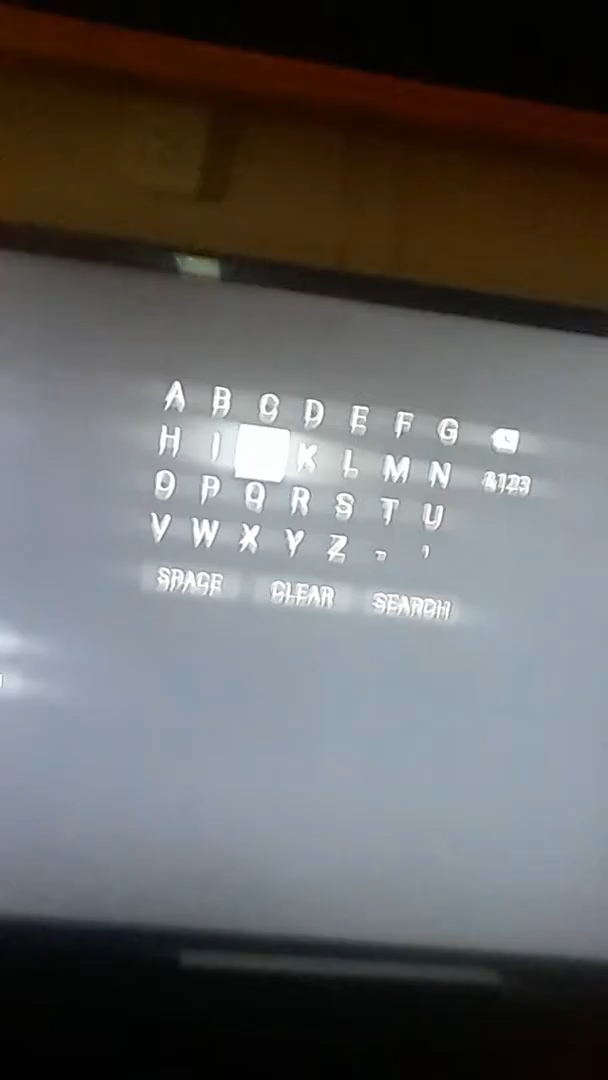 A B C D E F G
H I K L M N &123
O P Q R S T U
V W X Y Z - '
SPACE CLEAR SEARCH